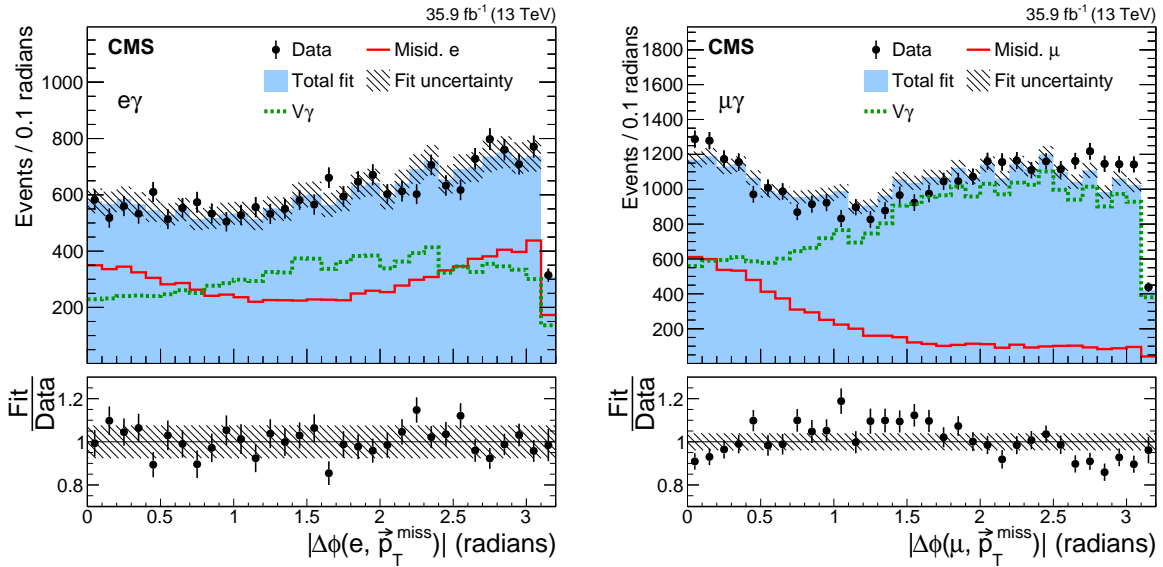 35.9 fb⁻¹ (13 TeV)
CMS
Data
Misid. e
Total fit
Fit uncertainty
Vγ
eγ
Events / 0.1 radians
200
400
600
800
1000
Fit
Data
0.8
1
1.2
0 0.5 1 1.5 2 2.5 3
|Δϕ(e, p⃗_T^miss)| (radians)
35.9 fb⁻¹ (13 TeV)
CMS
Data
Misid. μ
Total fit
Fit uncertainty
Vγ
μγ
Events / 0.1 radians
200
400
600
800
1000
1200
1400
1600
1800
Fit
Data
0.8
1
1.2
0 0.5 1 1.5 2 2.5 3
|Δϕ(μ, p⃗_T^miss)| (radians)